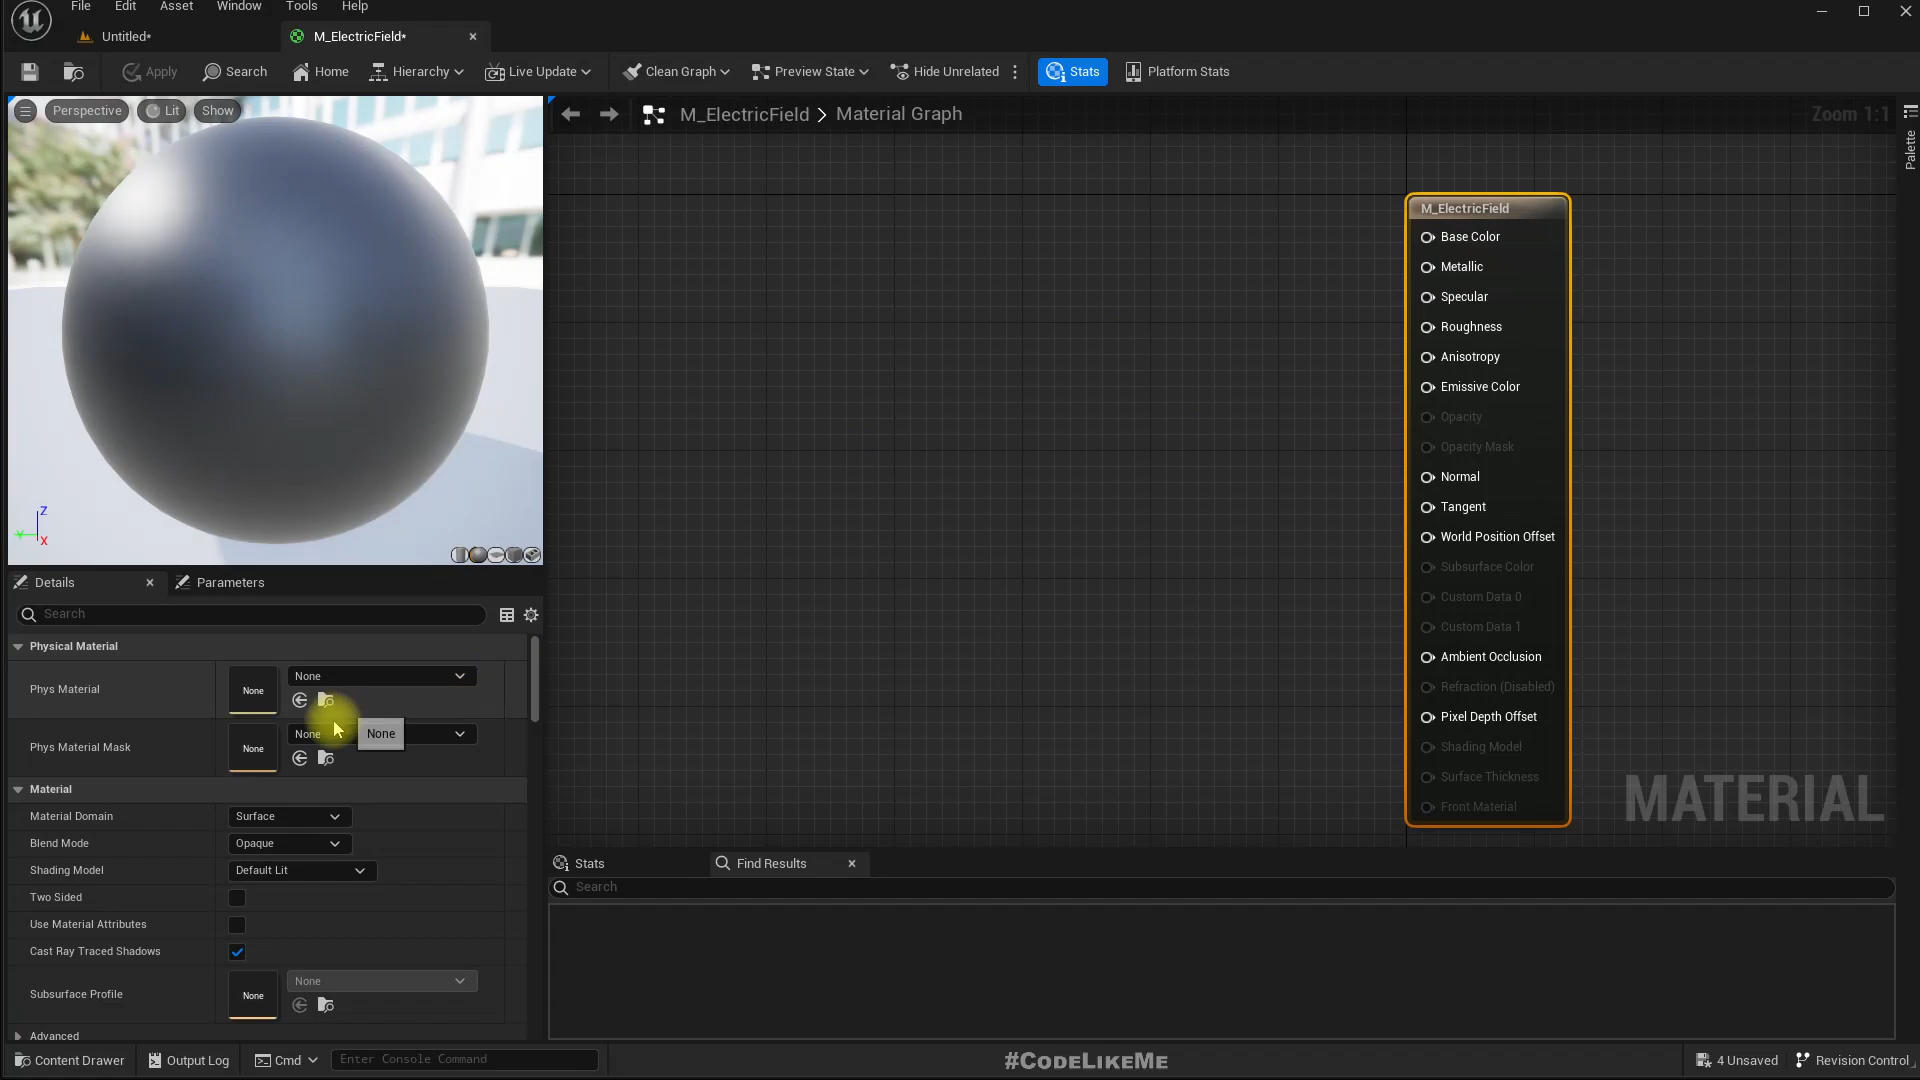 File Edit Asset Window Tools Help
Untitled* M_ElectricField*
Apply Search Home Hierarchy Live Update Clean Graph Preview State Hide Unrelated Stats Platform Stats
Perspective Lit Show
M_ElectricField Material Graph Zoom 1:1
Palette
M_ElectricField
Base Color
Metallic
Specular
Roughness
Anisotropy
Emissive Color
Opacity
Opacity Mask
Normal
Tangent
World Position Offset
Subsurface Color
Custom Data 0
Custom Data 1
Ambient Occlusion
Refraction (Disabled)
Pixel Depth Offset
Shading Model
Surface Thickness
Front Material
MATERIAL
Z
Y
X
Details Parameters
Search
Physical Material
Phys Material None None
Phys Material Mask None None None
Material
Material Domain Surface
Blend Mode Opaque
Shading Model Default Lit
Two Sided
Use Material Attributes
Cast Ray Traced Shadows
Subsurface Profile None None
Advanced
Stats Find Results
Search
Content Drawer Output Log Cmd Enter Console Command #CODELIKEME 4 Unsaved Revision Control